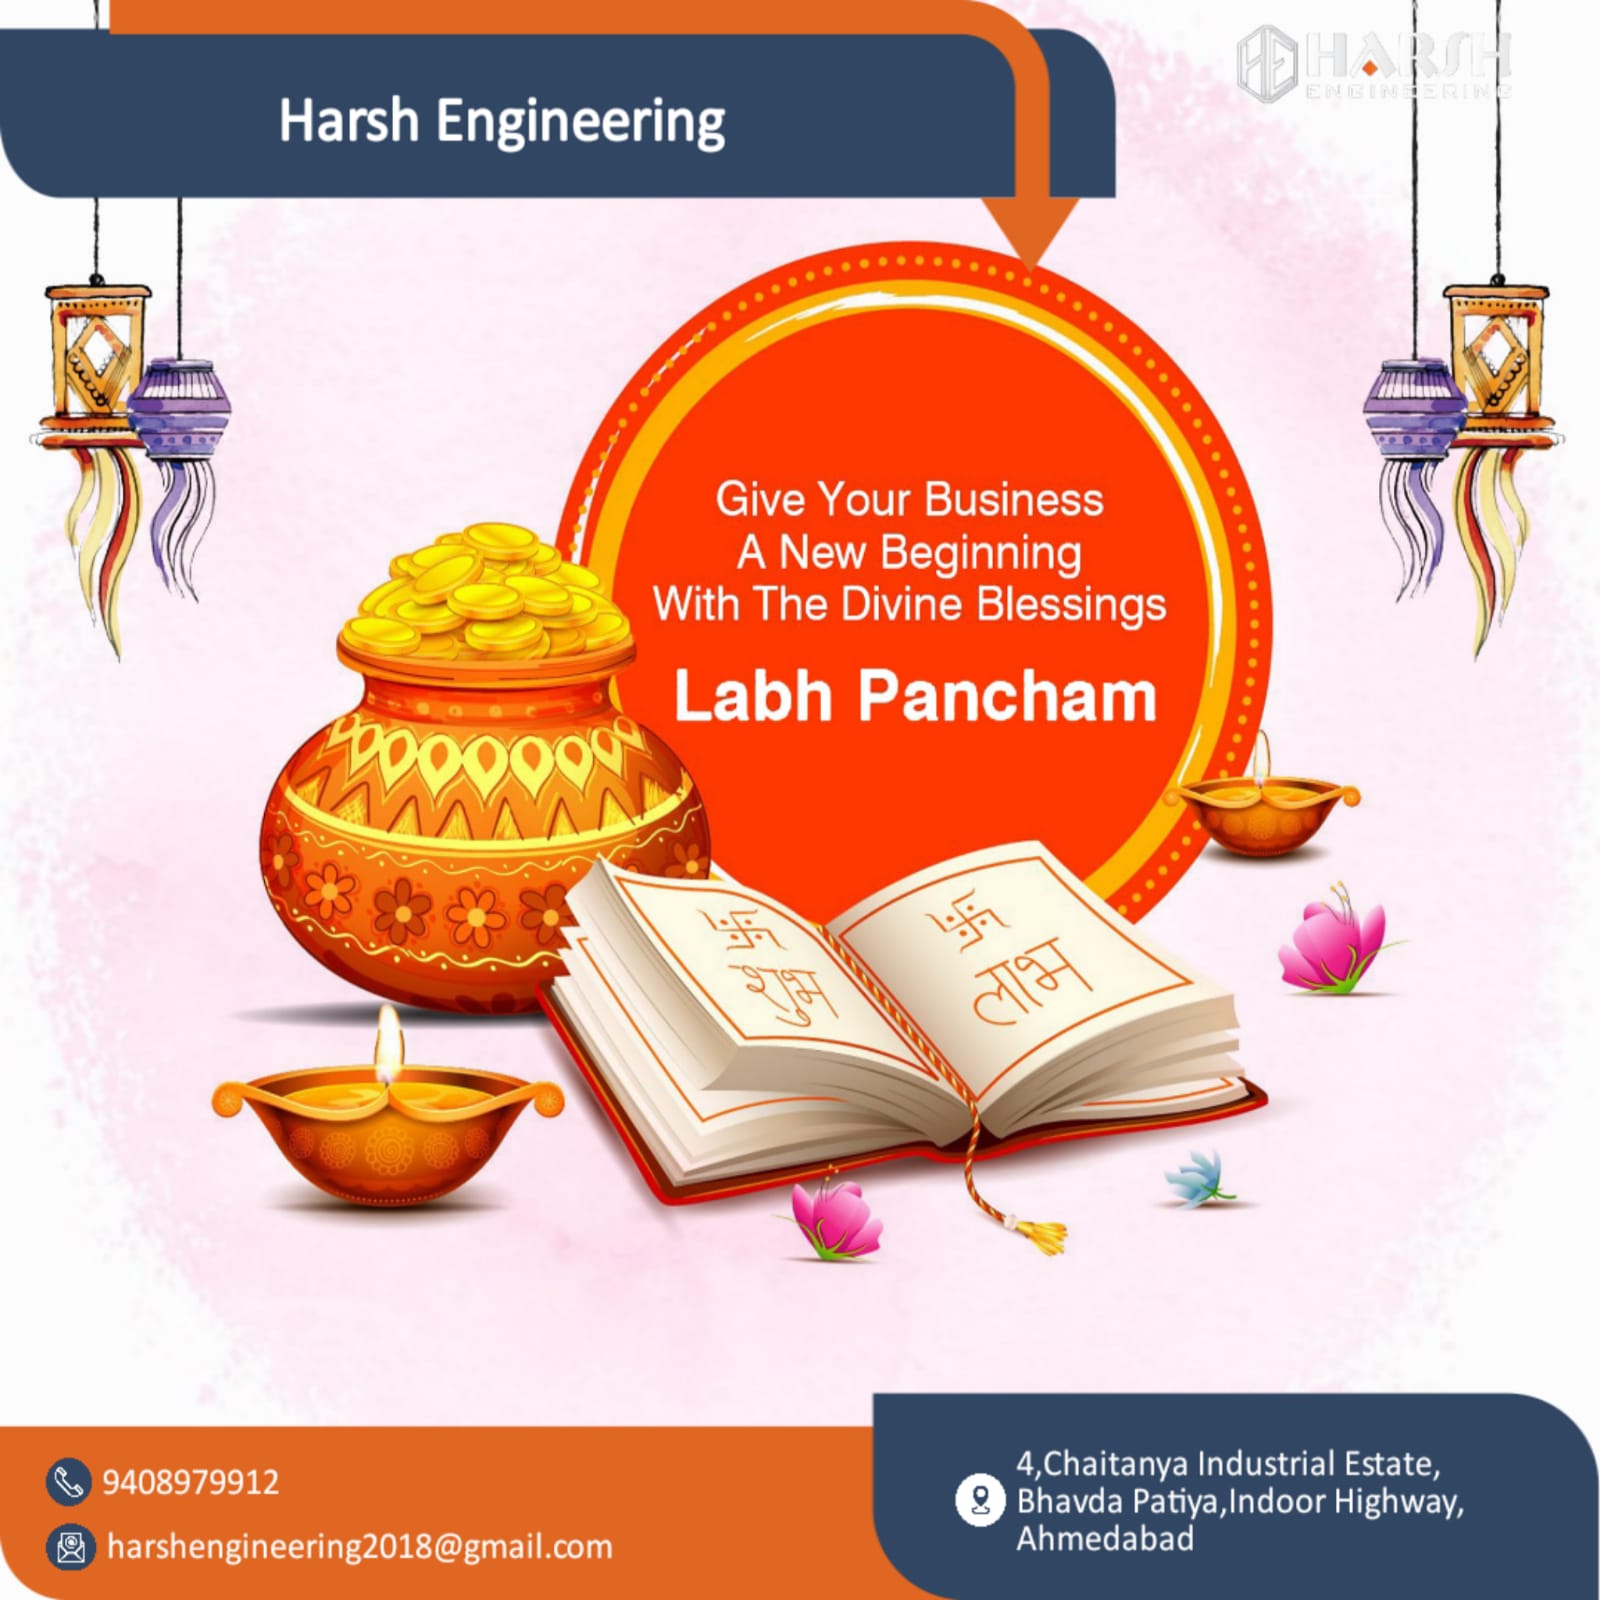 Harsh Engineering
HE HARSH
ENGINEERING
Give Your Business
A New Beginning
With The Divine Blessings
Labh Pancham
शुभ
लाभ
9408979912
harshengineering2018@gmail.com
4,Chaitanya Industrial Estate,
Bhavda Patiya,Indoor Highway,
Ahmedabad